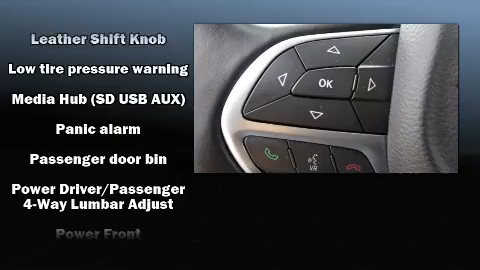 Leather Shift Knob
Low tire pressure warning
Media Hub (SD USB AUX)
Panic alarm
Passenger door bin
Power Driver/Passenger
4-Way Lumbar Adjust
Power Front
OK
VR